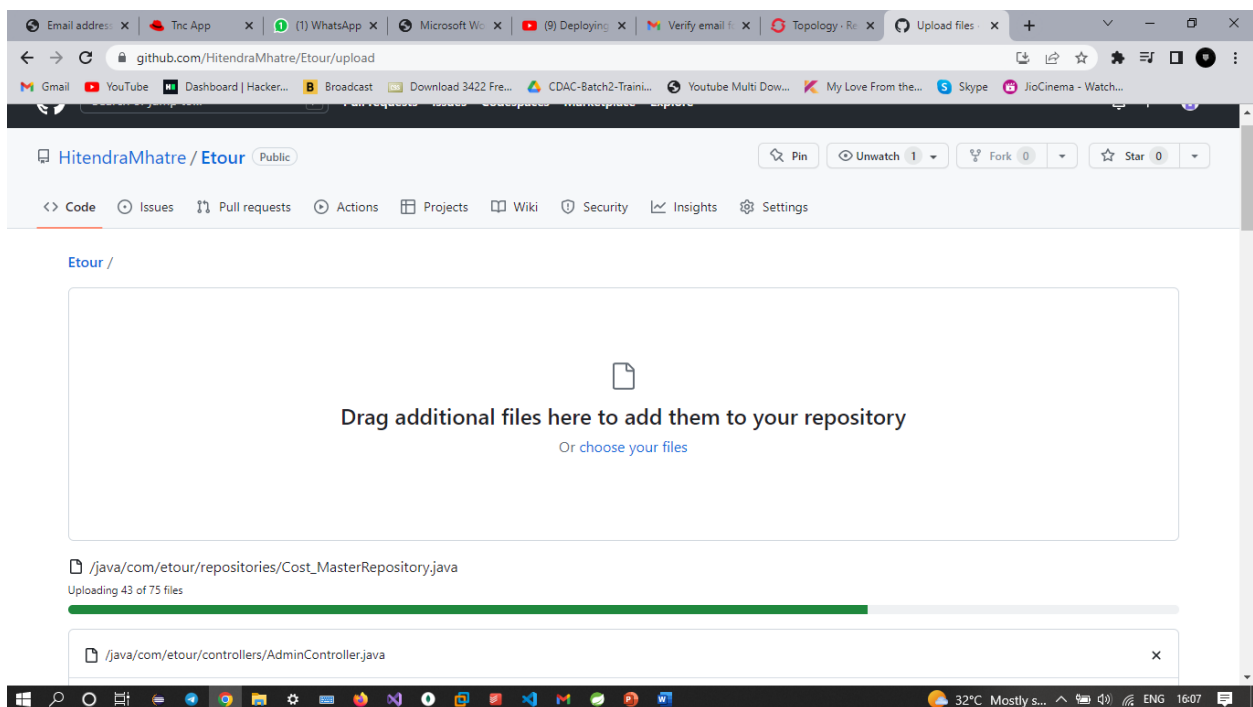 Email addres
Tnc App
(1) WhatsApp
Microsoft Wo
(9) Deploying
Verify email fo
Topology · Re
Upload files ·
github.com/HitendraMhatre/Etour/upload
Gmail YouTube Dashboard | Hacker... Broadcast Download 3422 Fre... CDAC-Batch2-Traini... Youtube Multi Dow... My Love From the... Skype JioCinema - Watch...
HitendraMhatre / Etour Public
Pin Unwatch 1 Fork 0 Star 0
<> Code Issues Pull requests Actions Projects Wiki Security Insights Settings
Etour /
Drag additional files here to add them to your repository
Or choose your files
/java/com/etour/repositories/Cost_MasterRepository.java
Uploading 43 of 75 files
/java/com/etour/controllers/AdminController.java
32°C Mostly s... ENG 16:07